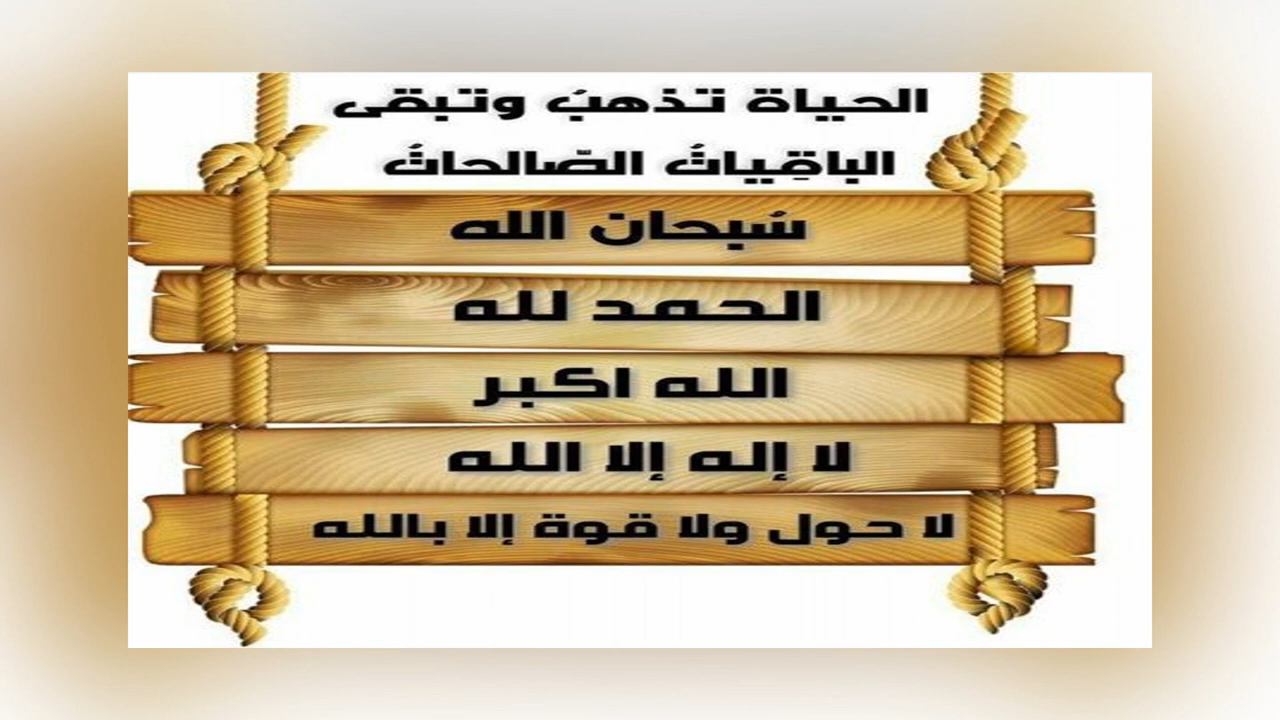 الحياة تذهبُ وتبقى
الباقِياتُ الصّالحاتُ
سُبحان الله
الحمد لله
الله اكبر
لا إله إلا الله
لا حول ولا قوة إلا بالله